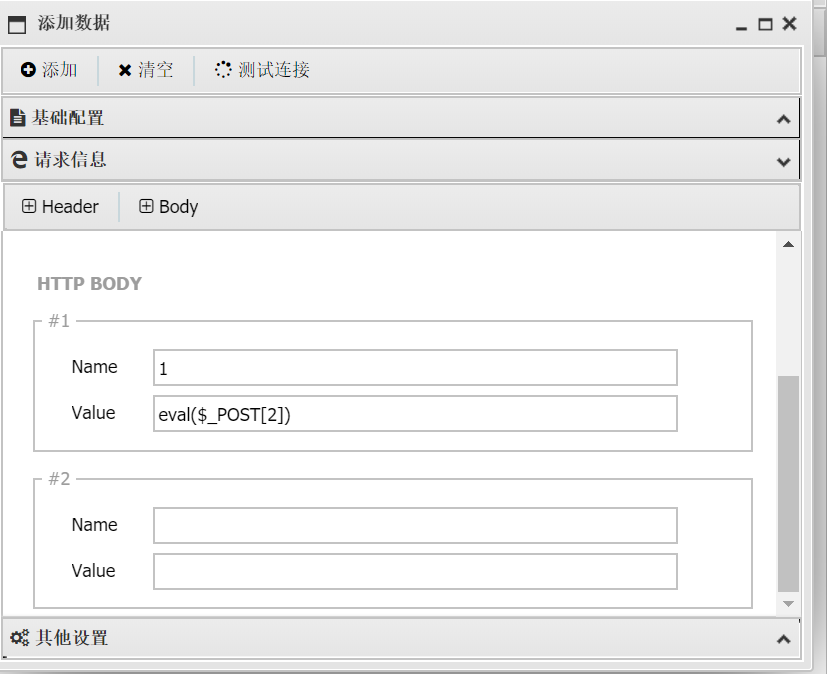 添加数据
添加 清空 测试连接
基础配置
请求信息
Header Body
HTTP BODY
#1
Name 1
Value eval($_POST[2])
#2
Name
Value
其他设置